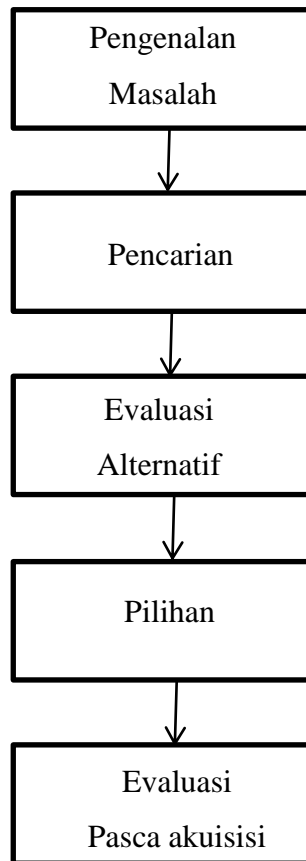 Pengenalan
Masalah
Pencarian
Evaluasi
Alternatif
Pilihan
Evaluasi
Pasca akuisisi